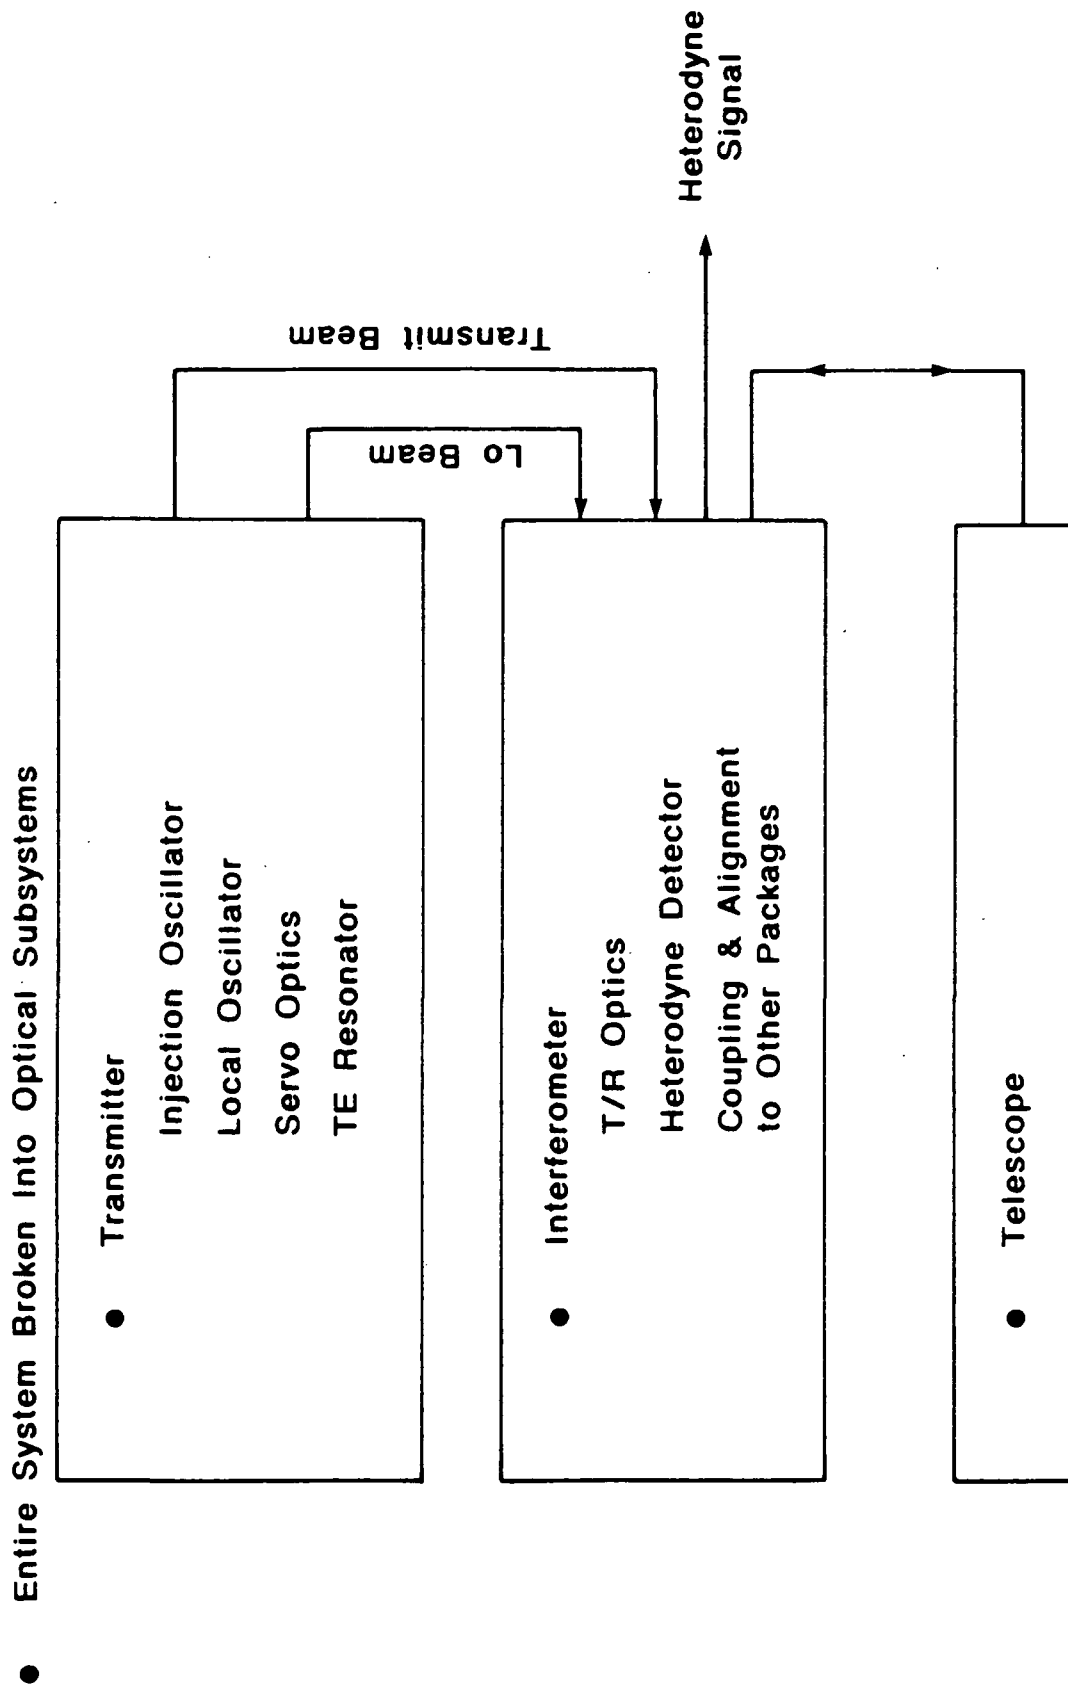 ● Entire System Broken Into Optical Subsystems
● Transmitter
Injection Oscillator
Local Oscillator
Servo Optics
TE Resonator
Lo Beam
Transmit Beam
● Interferometer
T/R Optics
Heterodyne Detector
Coupling & Alignment
to Other Packages
Heterodyne
Signal
● Telescope